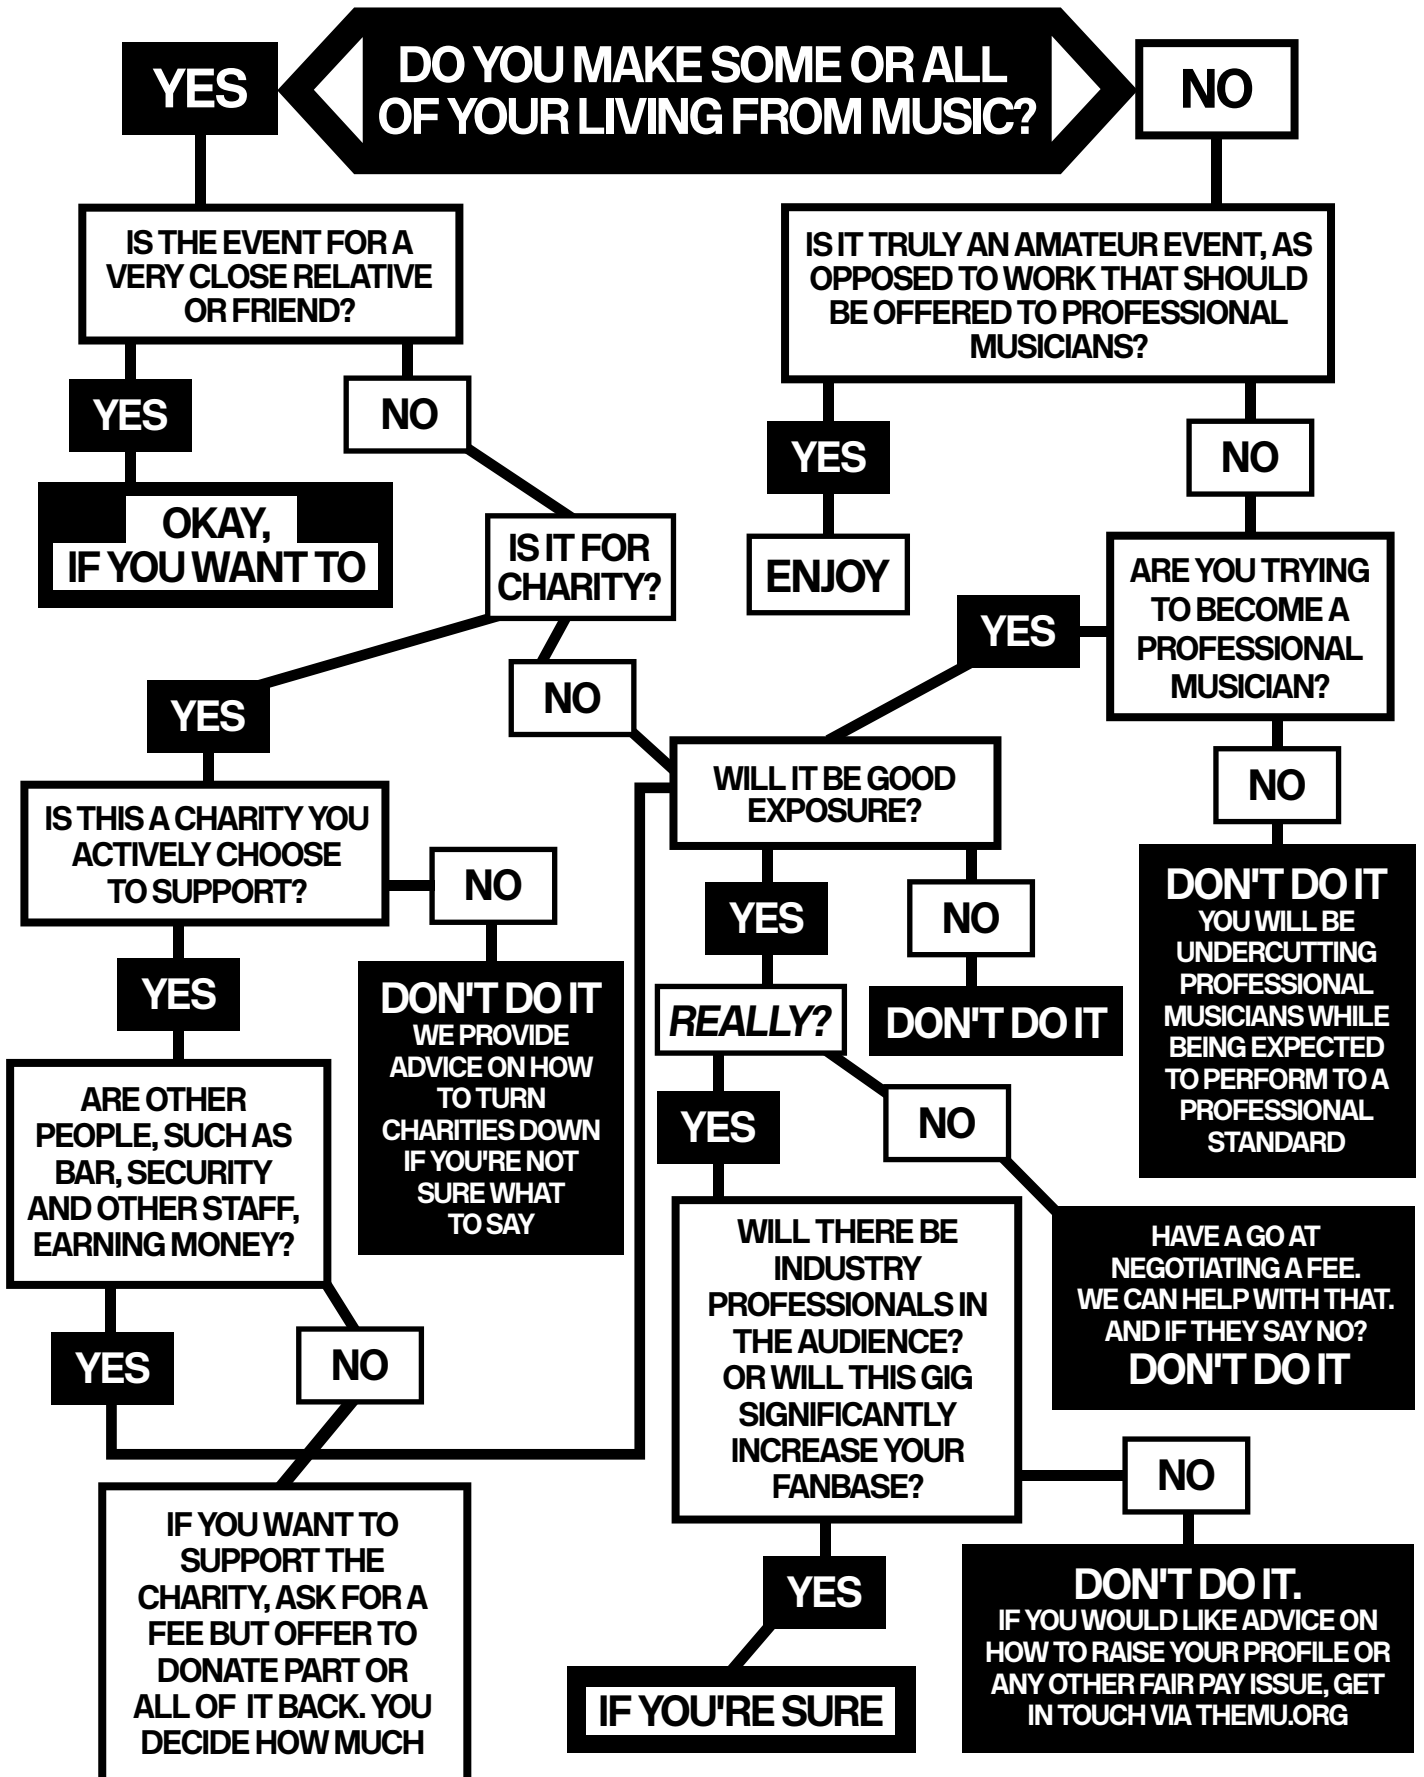 DO YOU MAKE SOME OR ALL
OF YOUR LIVING FROM MUSIC?
YES
NO
IS THE EVENT FOR A
VERY CLOSE RELATIVE
OR FRIEND?
YES
NO
OKAY,
IF YOU WANT TO
IS IT FOR
CHARITY?
YES
NO
IS THIS A CHARITY YOU
ACTIVELY CHOOSE
TO SUPPORT?
NO
DON'T DO IT
WE PROVIDE
ADVICE ON HOW
TO TURN
CHARITIES DOWN
IF YOU'RE NOT
SURE WHAT
TO SAY
YES
ARE OTHER
PEOPLE, SUCH AS
BAR, SECURITY
AND OTHER STAFF,
EARNING MONEY?
YES
NO
IF YOU WANT TO
SUPPORT THE
CHARITY, ASK FOR A
FEE BUT OFFER TO
DONATE PART OR
ALL OF IT BACK. YOU
DECIDE HOW MUCH
IS IT TRULY AN AMATEUR EVENT, AS
OPPOSED TO WORK THAT SHOULD
BE OFFERED TO PROFESSIONAL
MUSICIANS?
YES
ENJOY
NO
ARE YOU TRYING
TO BECOME A
PROFESSIONAL
MUSICIAN?
YES
NO
DON'T DO IT
YOU WILL BE
UNDERCUTTING
PROFESSIONAL
MUSICIANS WHILE
BEING EXPECTED
TO PERFORM TO A
PROFESSIONAL
STANDARD
WILL IT BE GOOD
EXPOSURE?
YES
NO
DON'T DO IT
REALLY?
YES
NO
HAVE A GO AT
NEGOTIATING A FEE.
WE CAN HELP WITH THAT.
AND IF THEY SAY NO?
DON'T DO IT
WILL THERE BE
INDUSTRY
PROFESSIONALS IN
THE AUDIENCE?
OR WILL THIS GIG
SIGNIFICANTLY
INCREASE YOUR
FANBASE?
NO
DON'T DO IT.
IF YOU WOULD LIKE ADVICE ON
HOW TO RAISE YOUR PROFILE OR
ANY OTHER FAIR PAY ISSUE, GET
IN TOUCH VIA THEMU.ORG
YES
IF YOU'RE SURE